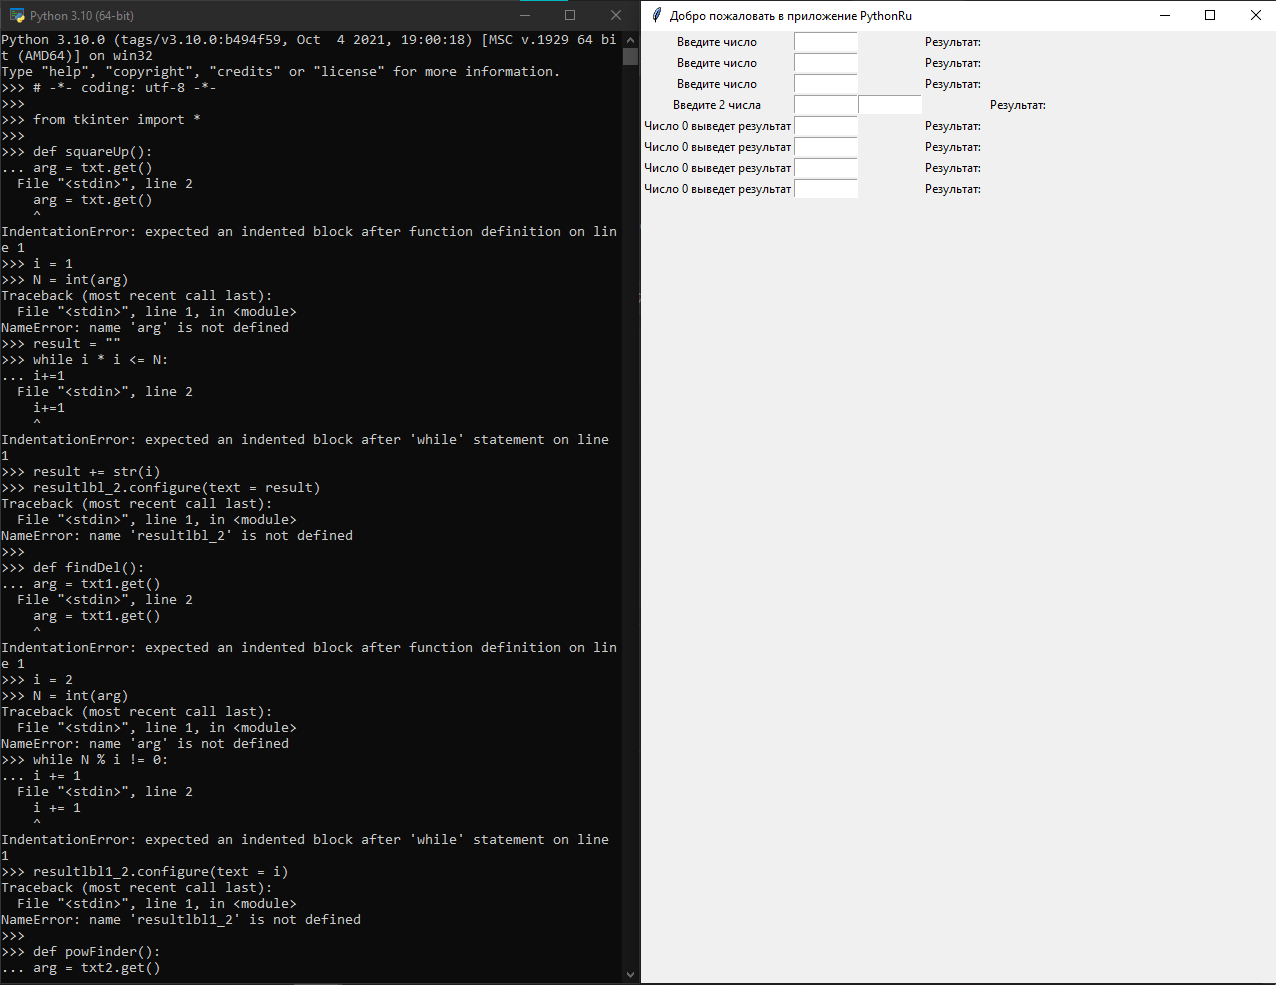 Python 3.10 (64-bit)
Python 3.10.0 (tags/v3.10.0:b494f59, Oct  4 2021, 19:00:18) [MSC v.1929 64 bi
t (AMD64)] on win32
Type "help", "copyright", "credits" or "license" for more information.
>>> # -*- coding: utf-8 -*-
>>>
>>> from tkinter import *
>>>
>>> def squareUp():
... arg = txt.get()
  File "<stdin>", line 2
    arg = txt.get()
    ^
IndentationError: expected an indented block after function definition on lin
e 1
>>> i = 1
>>> N = int(arg)
Traceback (most recent call last):
  File "<stdin>", line 1, in <module>
NameError: name 'arg' is not defined
>>> result = ""
>>> while i * i <= N:
... i+=1
  File "<stdin>", line 2
    i+=1
    ^
IndentationError: expected an indented block after 'while' statement on line
1
>>> result += str(i)
>>> resultlbl_2.configure(text = result)
Traceback (most recent call last):
  File "<stdin>", line 1, in <module>
NameError: name 'resultlbl_2' is not defined
>>>
>>> def findDel():
... arg = txt1.get()
  File "<stdin>", line 2
    arg = txt1.get()
    ^
IndentationError: expected an indented block after function definition on lin
e 1
>>> i = 2
>>> N = int(arg)
Traceback (most recent call last):
  File "<stdin>", line 1, in <module>
NameError: name 'arg' is not defined
>>> while N % i != 0:
... i += 1
  File "<stdin>", line 2
    i += 1
    ^
IndentationError: expected an indented block after 'while' statement on line
1
>>> resultlbl1_2.configure(text = i)
Traceback (most recent call last):
  File "<stdin>", line 1, in <module>
NameError: name 'resultlbl1_2' is not defined
>>>
>>> def powFinder():
... arg = txt2.get()
Добро пожаловать в приложение PythonRu
Введите число Результат:
Введите число Результат:
Введите число Результат:
Введите 2 числа Результат:
Число 0 выведет результат Результат:
Число 0 выведет результат Результат:
Число 0 выведет результат Результат:
Число 0 выведет результат Результат: